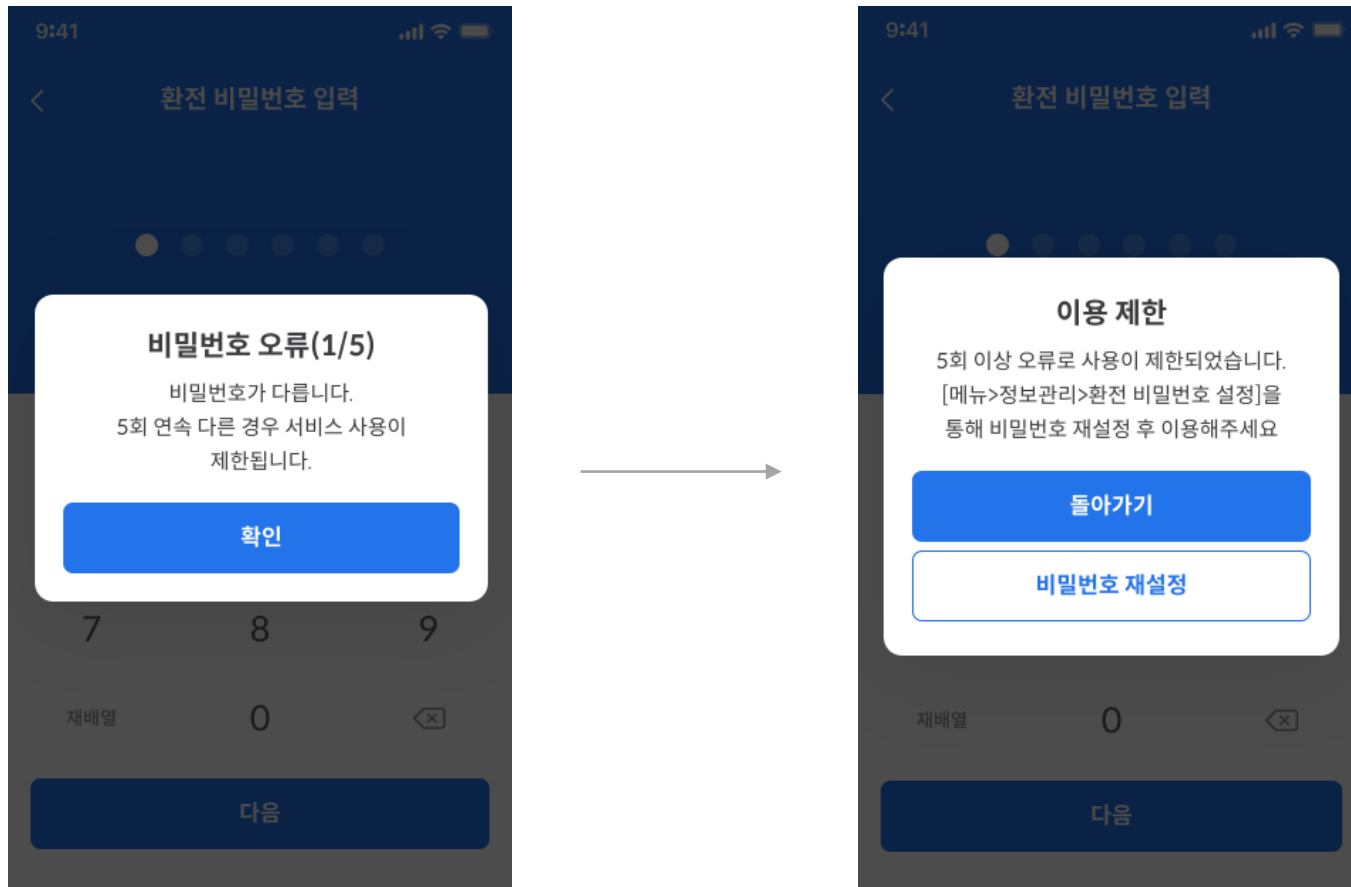 9:41
환전 비밀번호 입력
비밀번호 오류(1/5)
비밀번호가 다릅니다.
5회 연속 다른 경우 서비스 사용이
제한됩니다.
확인
7 8 9
재배열 0
다음
9:41
환전 비밀번호 입력
이용 제한
5회 이상 오류로 사용이 제한되었습니다.
[메뉴>정보관리>환전 비밀번호 설정]을
통해 비밀번호 재설정 후 이용해주세요
돌아가기
비밀번호 재설정
재배열 0
다음